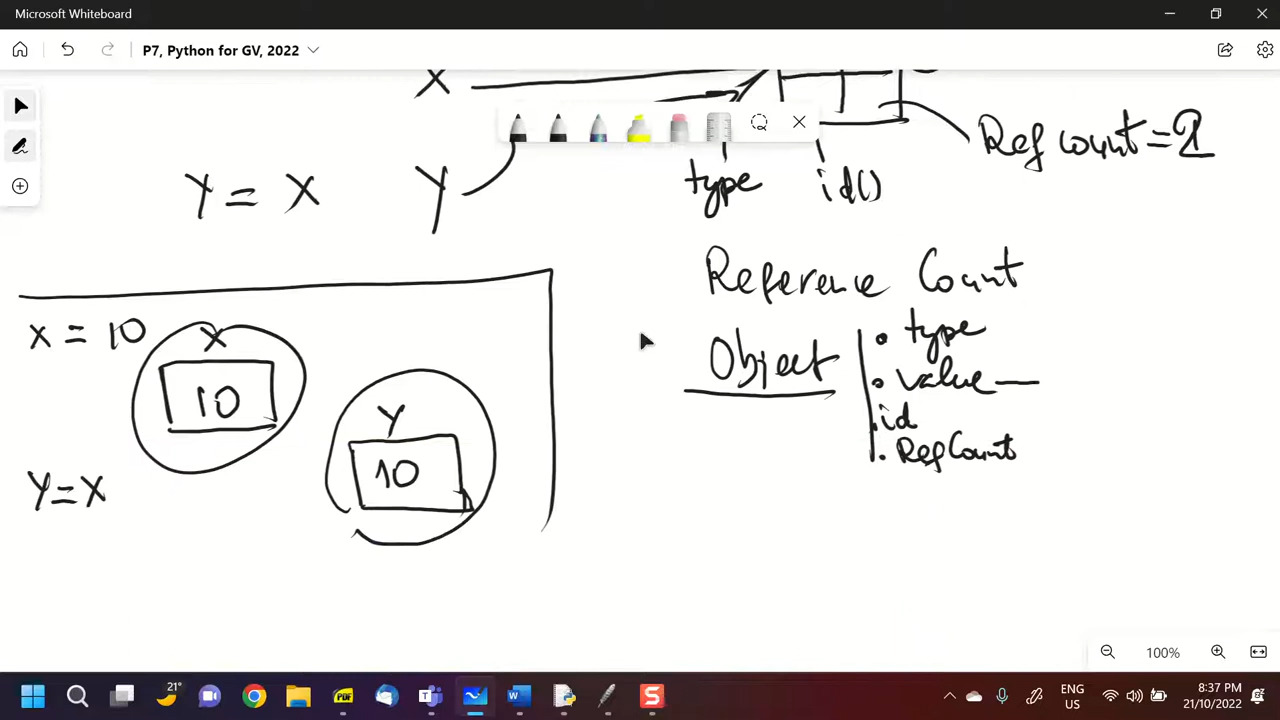 Microsoft Whiteboard
P7, Python for GV, 2022
X
Ref count = 2
type id()
Y = X Y
Reference Count
x = 10 X
10
Object
• type
• value —
• id
• RefCount
Y
10
Y = X
100%
21°
ENG
US
8:37 PM
21/10/2022
PDF